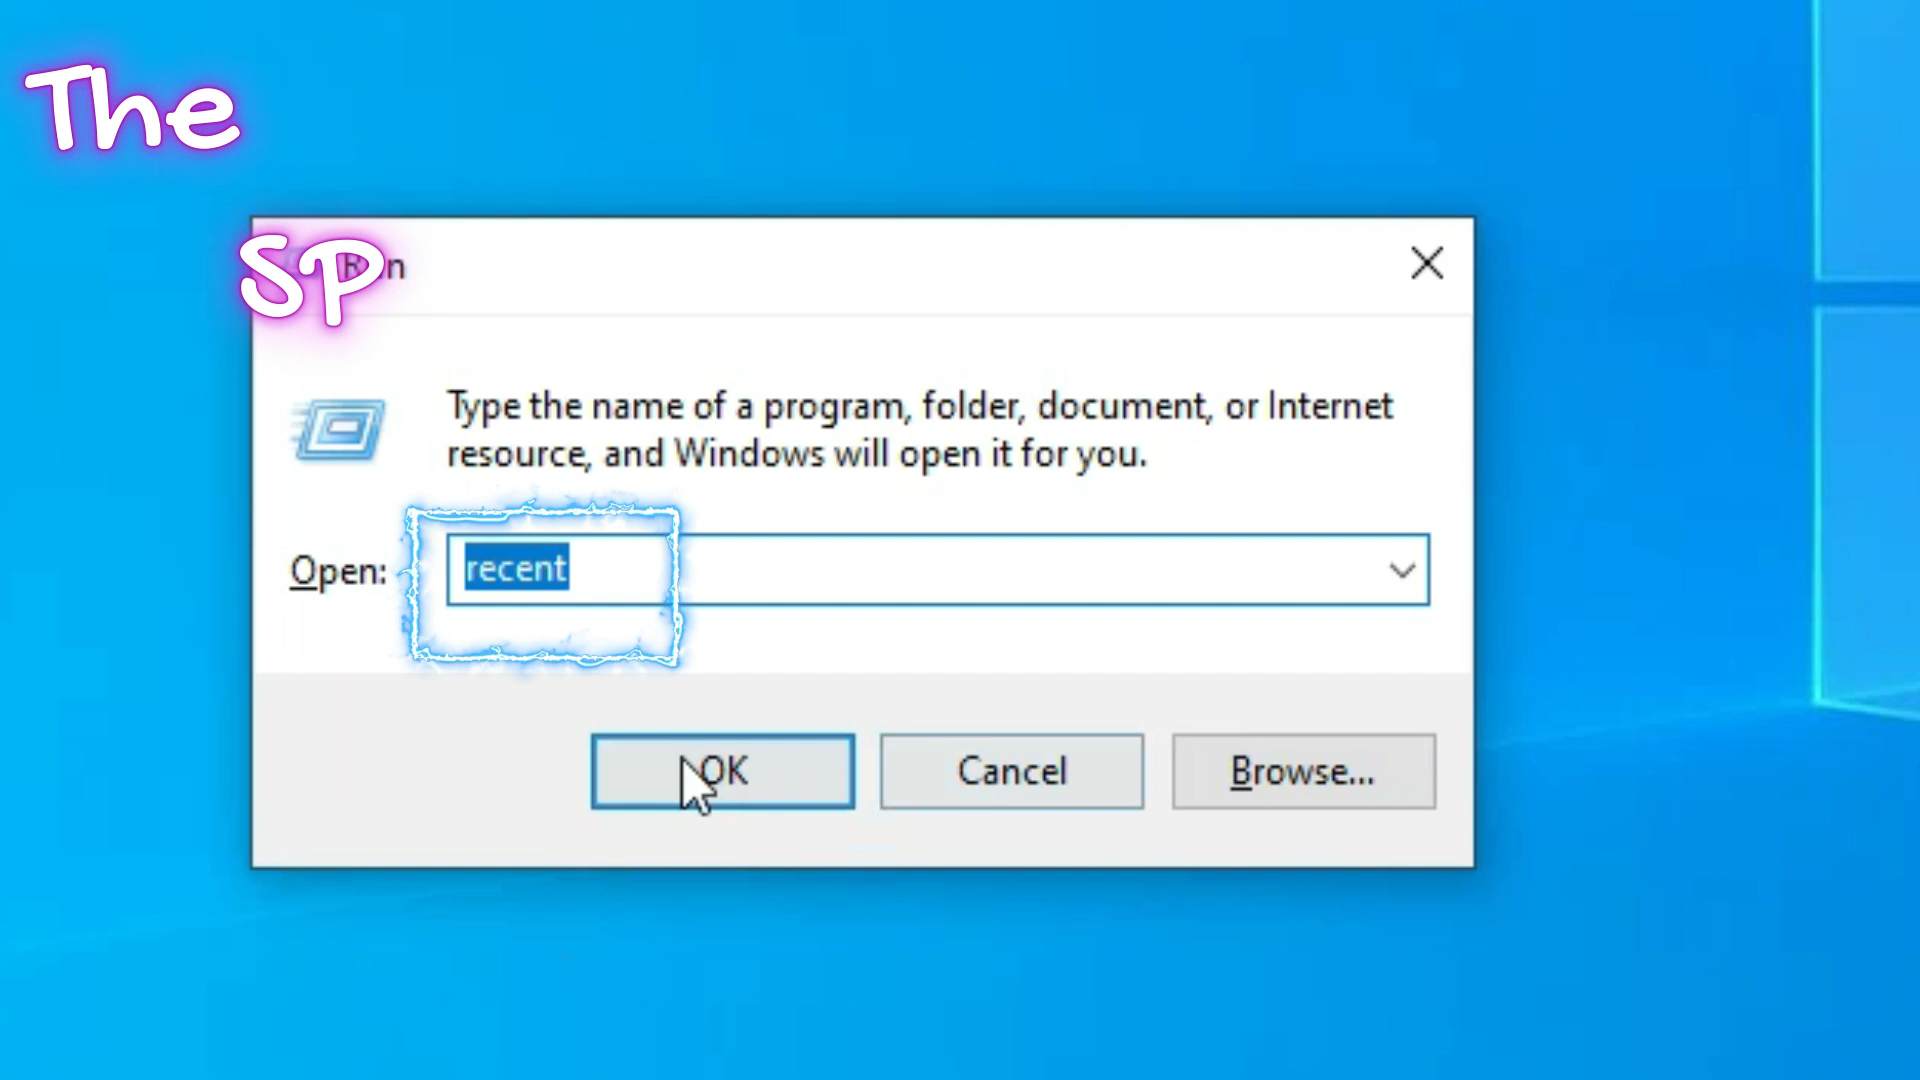 The
SP
Run
Type the name of a program, folder, document, or Internet
resource, and Windows will open it for you.
Open: recent
OK Cancel Browse...